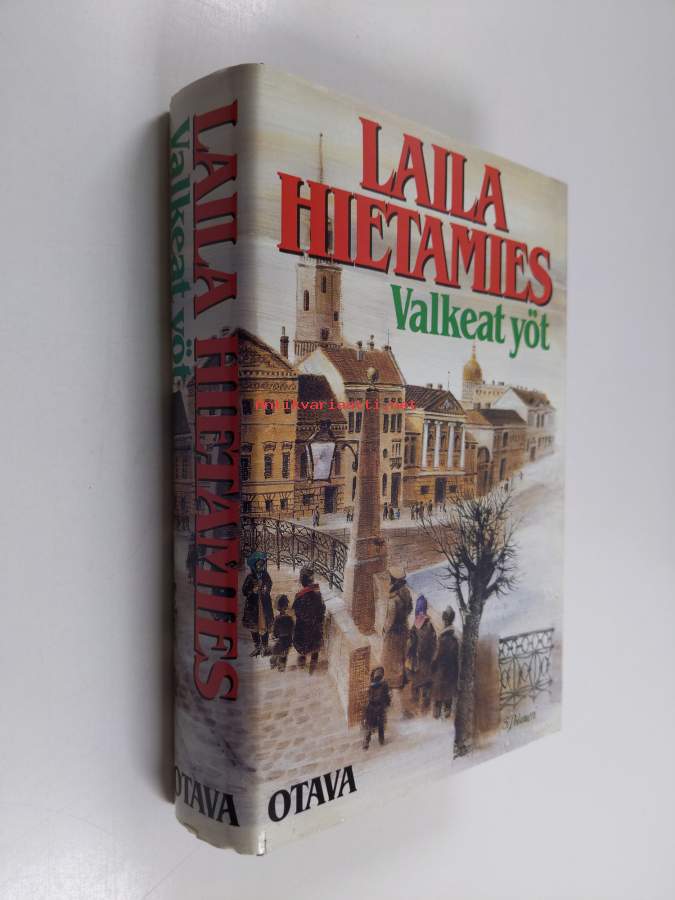 LAILA
HIETAMIES
Valkeat yöt
OTAVA
LAILA HIETAMIES
Valkeat yöt
OTAVA
Antikvariaatti.net